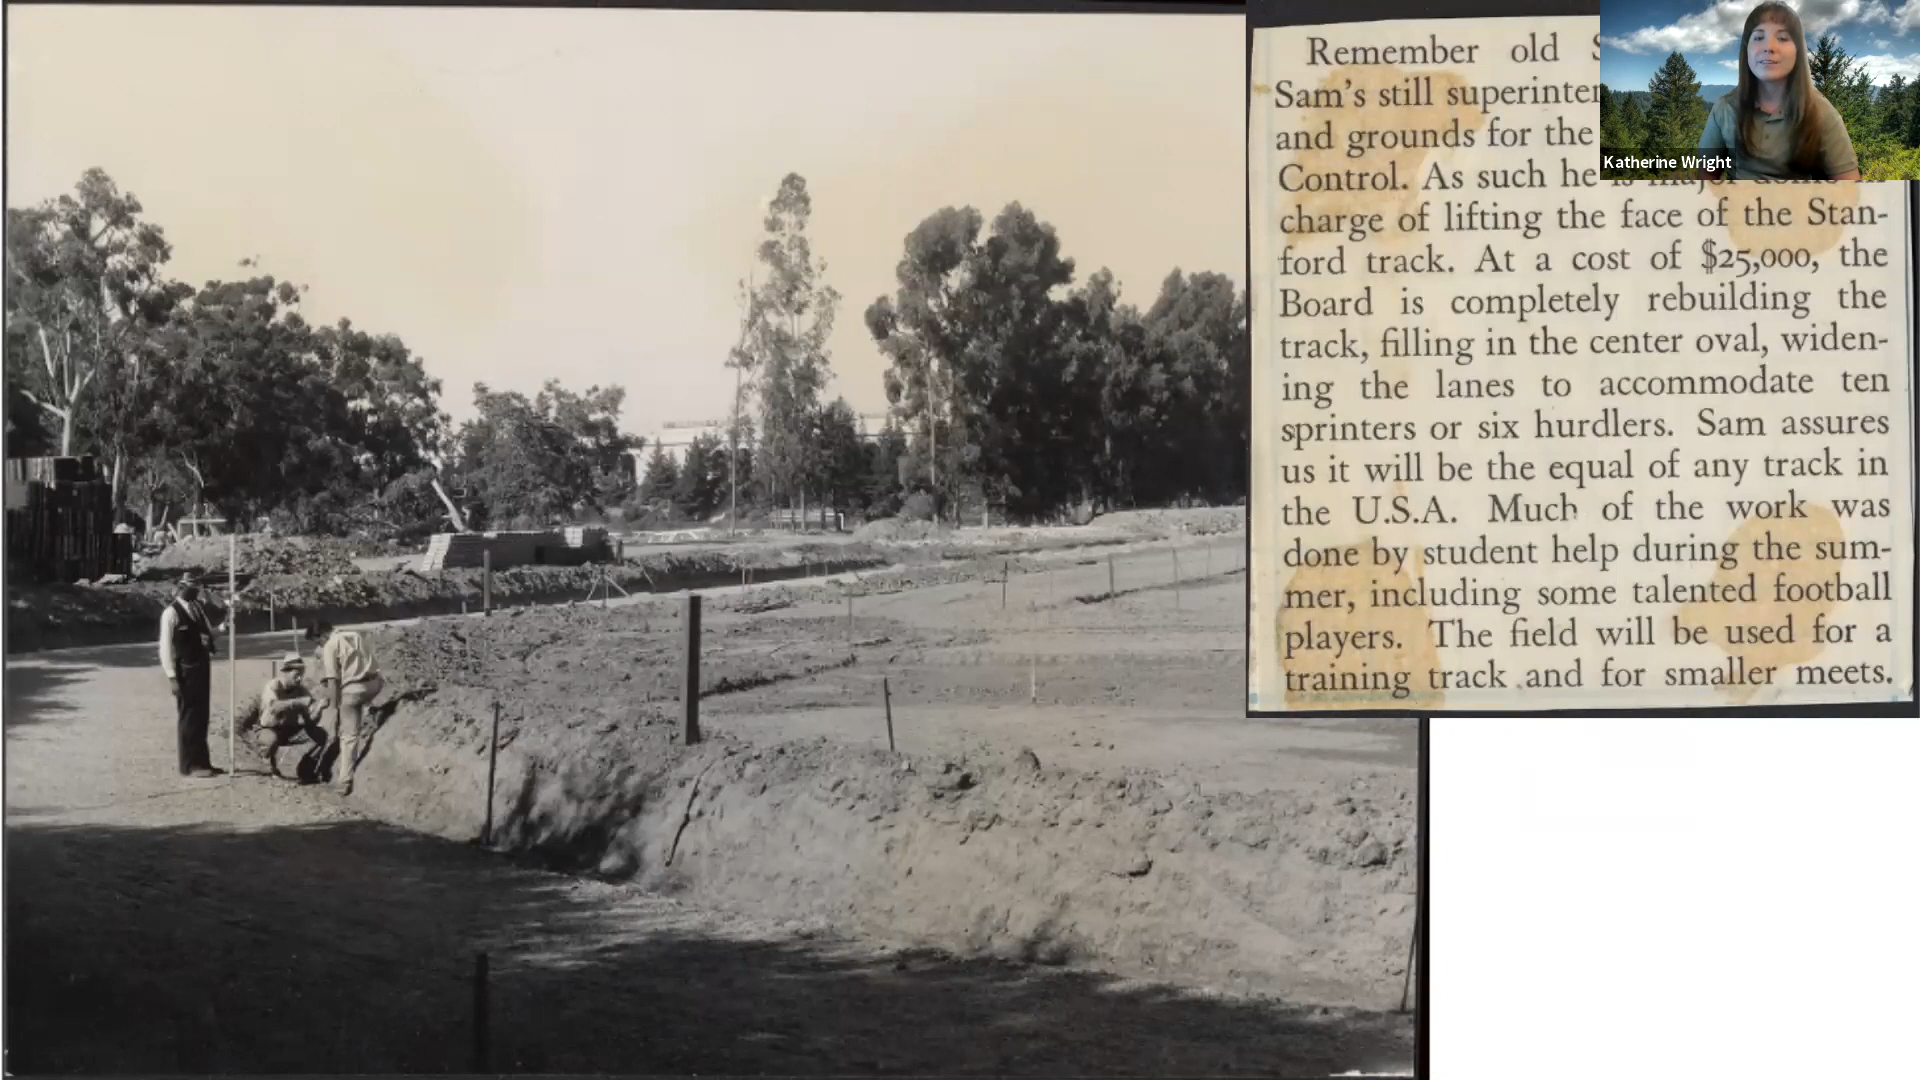 Remember old
Sam's still
and grounds for the
Control. As such he is major domo
charge of lifting the face of the Stan-
ford track. At a cost of $25,000, the
Board is completely rebuilding the
track, filling in the center oval, widen-
ing the lanes to accommodate ten
sprinters or six hurdlers. Sam assures
us it will be the equal of any track in
the U.S.A. Much of the work was
done by student help during the sum-
mer, including some talented football
players. The field will be used for a
training track and for smaller meets.
Katherine Wright